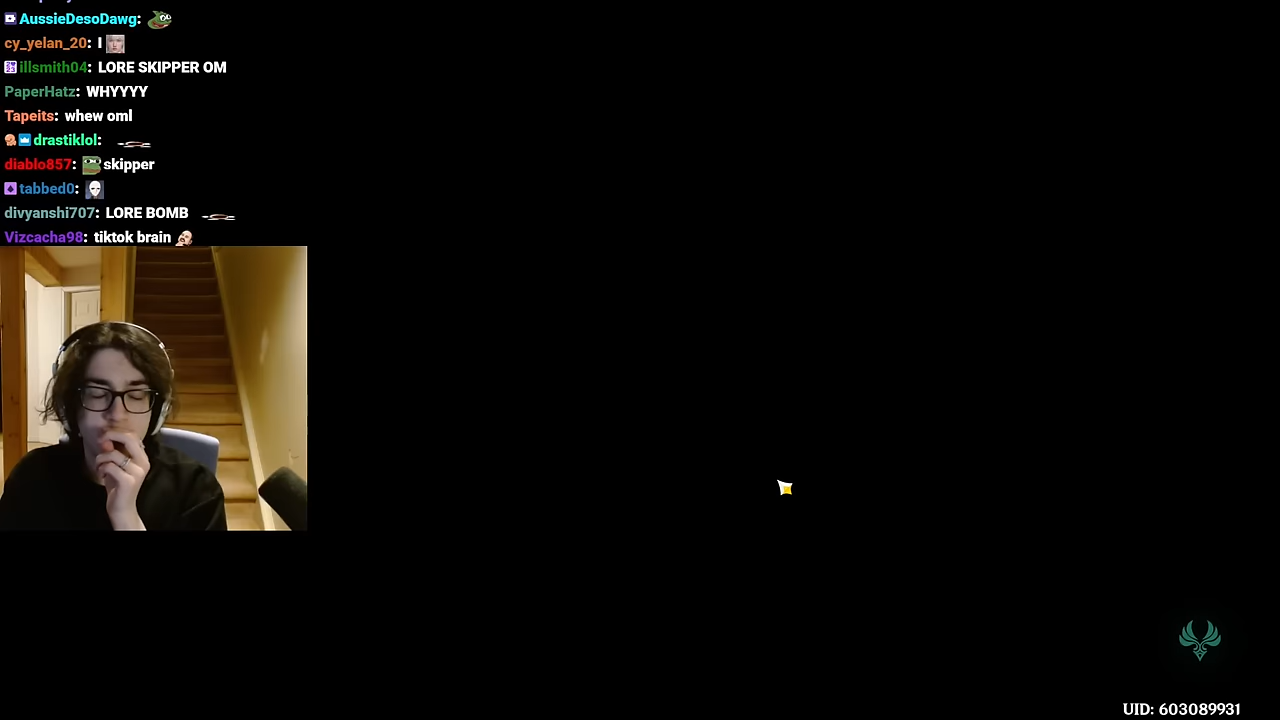 AussieDesoDawg:
cy_yelan_20: I
illsmith04: LORE SKIPPER OM
PaperHatz: WHYYYY
Tapeits: whew oml
drastiklol:
diablo857: skipper
tabbed0:
divyanshi707: LORE BOMB
Vizcacha98: tiktok brain
UID: 603089931